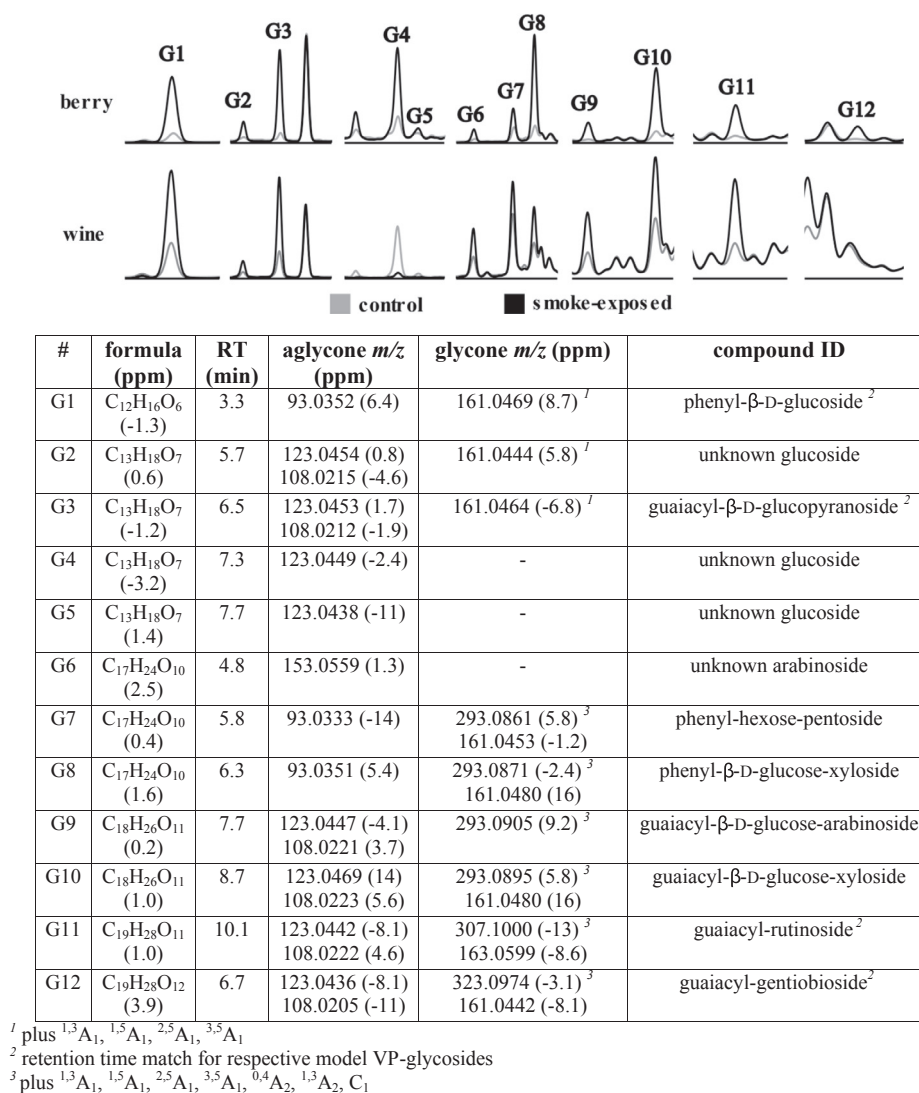 G1
G2
G3
G4
G5
G6
G7
G8
G9
G10
G11
G12
berry
wine
control
smoke-exposed
# formula (ppm) RT (min) aglycone m/z (ppm) glycone m/z (ppm) compound ID
G1 C₁₂H₁₆O₆ (-1.3) 3.3 93.0352 (6.4) 161.0469 (8.7) ¹ phenyl-β-D-glucoside ²
G2 C₁₃H₁₈O₇ (0.6) 5.7 123.0454 (0.8) 108.0215 (-4.6) 161.0444 (5.8) ¹ unknown glucoside
G3 C₁₃H₁₈O₇ (-1.2) 6.5 123.0453 (1.7) 108.0212 (-1.9) 161.0464 (-6.8) ¹ guaiacyl-β-D-glucopyranoside ²
G4 C₁₃H₁₈O₇ (-3.2) 7.3 123.0449 (-2.4) - unknown glucoside
G5 C₁₃H₁₈O₇ (1.4) 7.7 123.0438 (-11) - unknown glucoside
G6 C₁₇H₂₄O₁₀ (2.5) 4.8 153.0559 (1.3) - unknown arabinoside
G7 C₁₇H₂₄O₁₀ (0.4) 5.8 93.0333 (-14) 293.0861 (5.8) ³ 161.0453 (-1.2) phenyl-hexose-pentoside
G8 C₁₇H₂₄O₁₀ (1.6) 6.3 93.0351 (5.4) 293.0871 (-2.4) ³ 161.0480 (16) phenyl-β-D-glucose-xyloside
G9 C₁₈H₂₆O₁₁ (0.2) 7.7 123.0447 (-4.1) 108.0221 (3.7) 293.0905 (9.2) ³ guaiacyl-β-D-glucose-arabinoside
G10 C₁₈H₂₆O₁₁ (1.0) 8.7 123.0469 (14) 108.0223 (5.6) 293.0895 (5.8) ³ 161.0480 (16) guaiacyl-β-D-glucose-xyloside
G11 C₁₉H₂₈O₁₁ (1.0) 10.1 123.0442 (-8.1) 108.0222 (4.6) 307.1000 (-13) ³ 163.0599 (-8.6) guaiacyl-rutinoside ²
G12 C₁₉H₂₈O₁₂ (3.9) 6.7 123.0436 (-8.1) 108.0205 (-11) 323.0974 (-3.1) ³ 161.0442 (-8.1) guaiacyl-gentiobioside²
¹ plus ¹,³A₁, ¹,⁵A₁, ²,⁵A₁, ³,⁵A₁
² retention time match for respective model VP-glycosides
³ plus ¹,³A₁, ¹,⁵A₁, ²,⁵A₁, ³,⁵A₁, ⁰,⁴A₂, ¹,³A₂, C₁